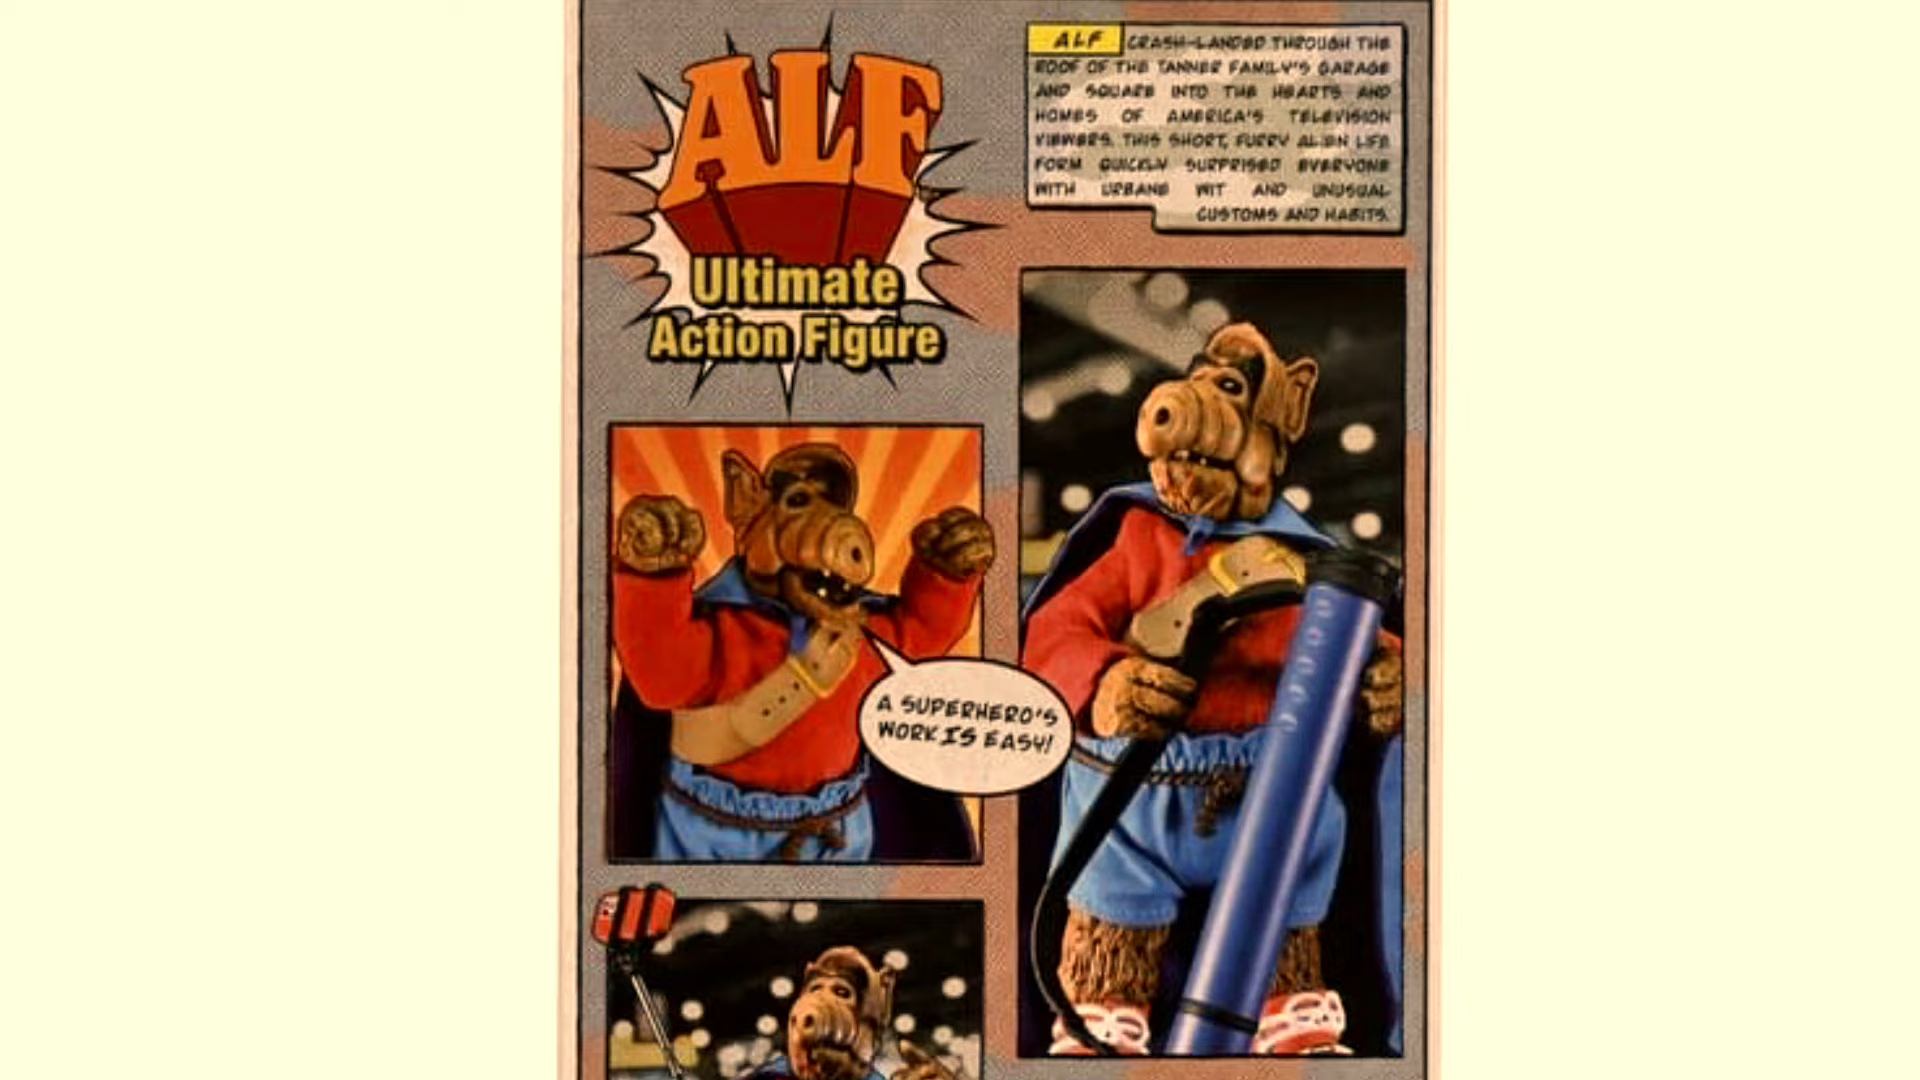 ALF
Ultimate
Action Figure
ALF CRASH-LANDED THROUGH THE
ROOF OF THE TANNER FAMILY'S GARAGE
AND SQUARE INTO THE HEARTS AND
HOMES OF AMERICA'S TELEVISION
VIEWERS. THIS SHORT, FURRY ALIEN LIFE
FORM QUICKLY SURPRISED EVERYONE
WITH URBANE WIT AND UNUSUAL
CUSTOMS AND HABITS.
A SUPERHERO'S
WORK IS EASY!